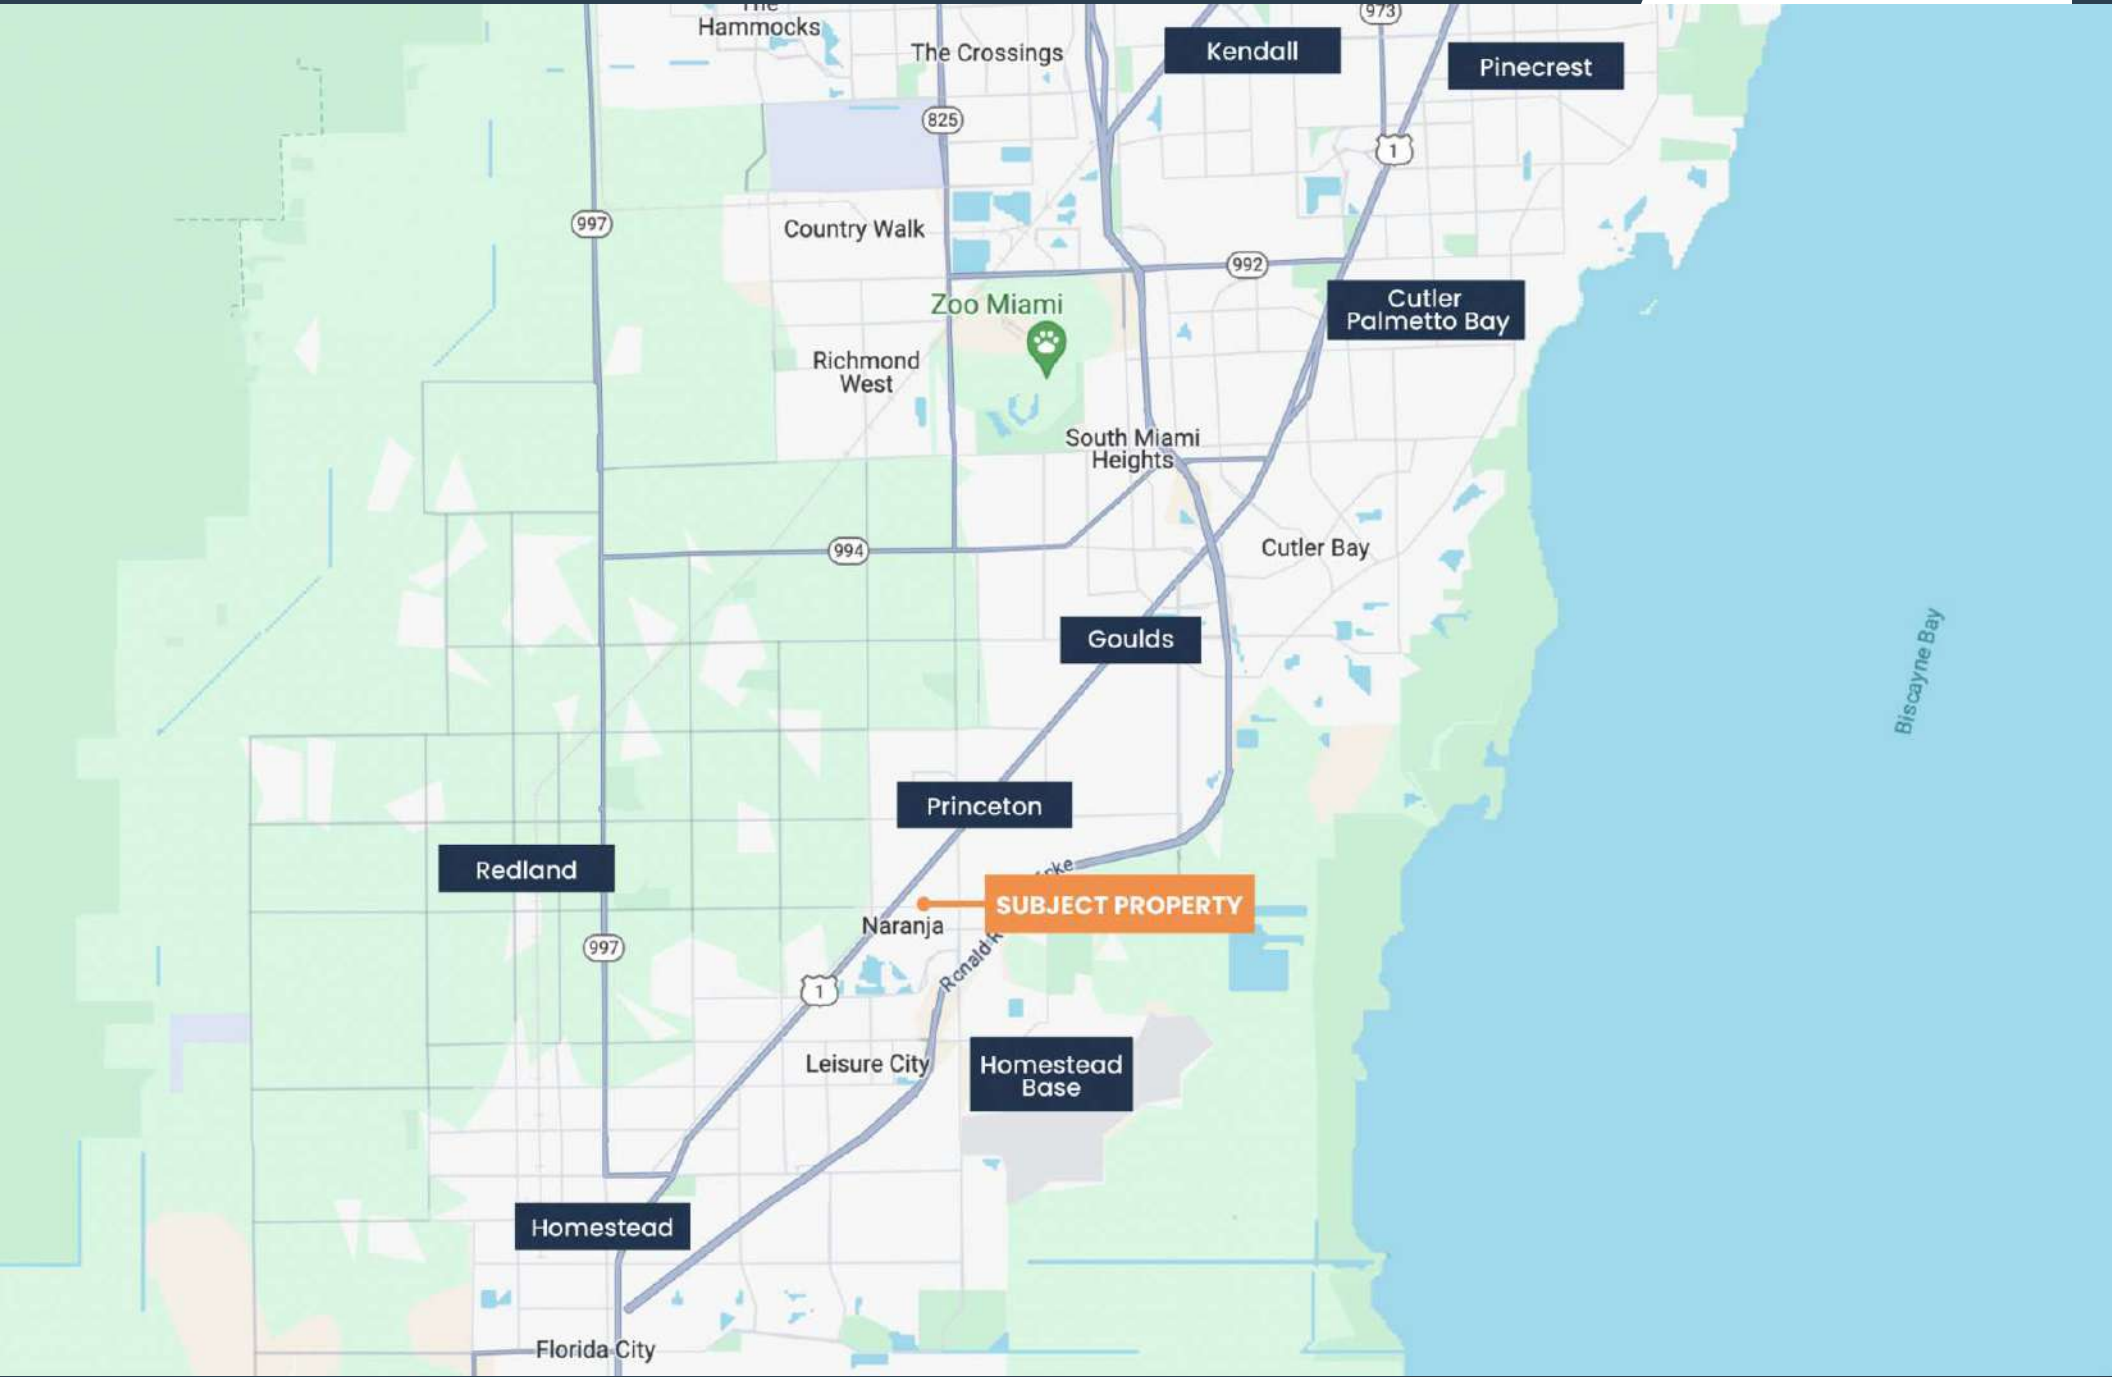 The
Hammocks
The Crossings
Kendall
973
Pinecrest
825
1
997
Country Walk
992
Zoo Miami
Cutler
Palmetto Bay
Richmond
West
South Miami
Heights
994
Cutler Bay
Goulds
Biscayne Bay
Princeton
Redland
SUBJECT PROPERTY
Naranja
997
Ronald
1
Leisure City
Homestead
Base
Homestead
Florida City